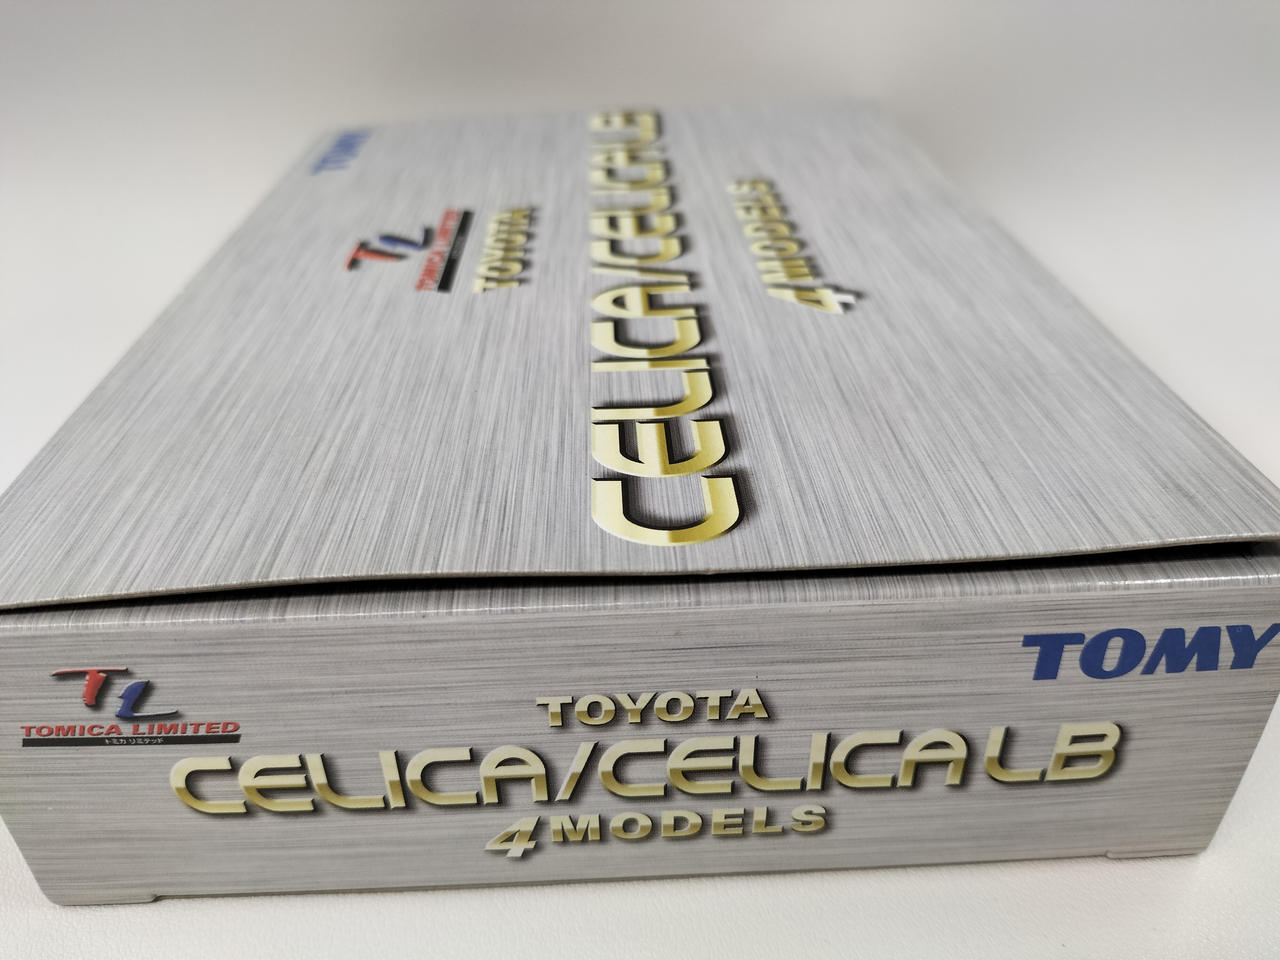 TOMY
TL
TOMICA LIMITED
TOYOTA
CELICA/CELICA LB
4 MODELS
TL
TOMICA LIMITED
トミカ リミテッド
TOMY
TOYOTA
CELICA/CELICA LB
4 MODELS